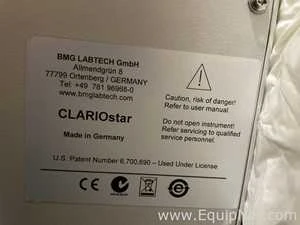 BMG LABTECH GmbH
Allmendgrün 8
77799 Ortenberg / GERMANY
Tel: +49 781 96968-0
www.bmglabtech.com
CLARIOstar
Made in Germany
Caution, risk of danger!
Refer to user manual
Do not open instrument!
Refer servicing to qualified
service personnel.
U.S. Patent Number 6,700,690 – Used Under License
CE
www.EquipNet.com